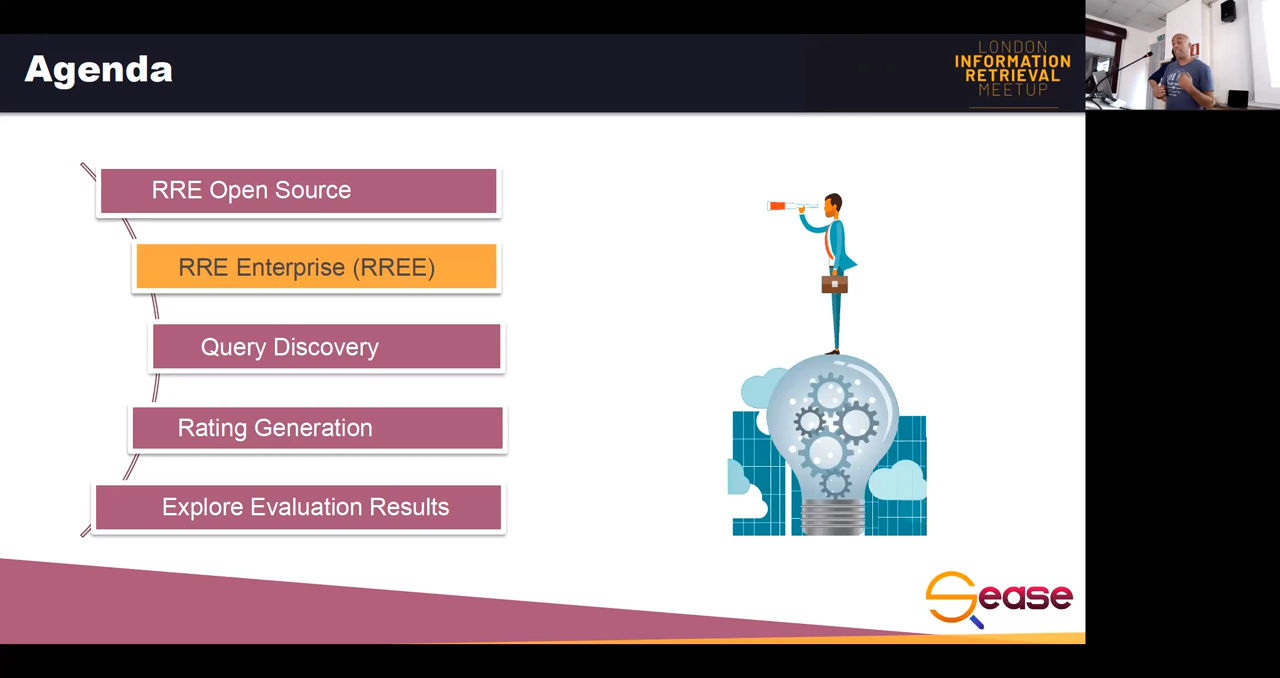 Agenda
LONDON
INFORMATION
RETRIEVAL
MEETUP
RRE Open Source
RRE Enterprise (RREE)
Query Discovery
Rating Generation
Explore Evaluation Results
Sease